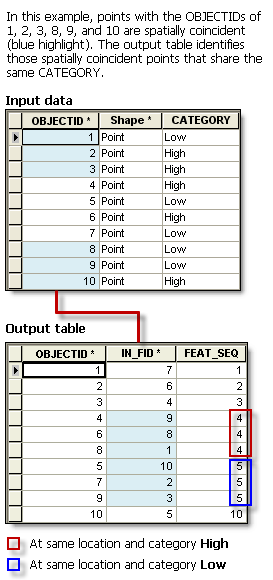 In this example, points with the OBJECTIDs of
1, 2, 3, 8, 9, and 10 are spatially coincident
(blue highlight). The output table identifies
those spatially coincident points that share the
same CATEGORY.
Input data
OBJECTID * Shape * CATEGORY
1 Point Low
2 Point High
3 Point High
4 Point High
5 Point Low
6 Point High
7 Point Low
8 Point Low
9 Point Low
10 Point High
Output table
OBJECTID * IN_FID FEAT_SEQ
1 7 1
2 6 2
3 4 3
4 9 4
6 8 4
8 1 4
5 10 5
7 2 5
9 3 5
10 5 10
At same location and category High
At same location and category Low